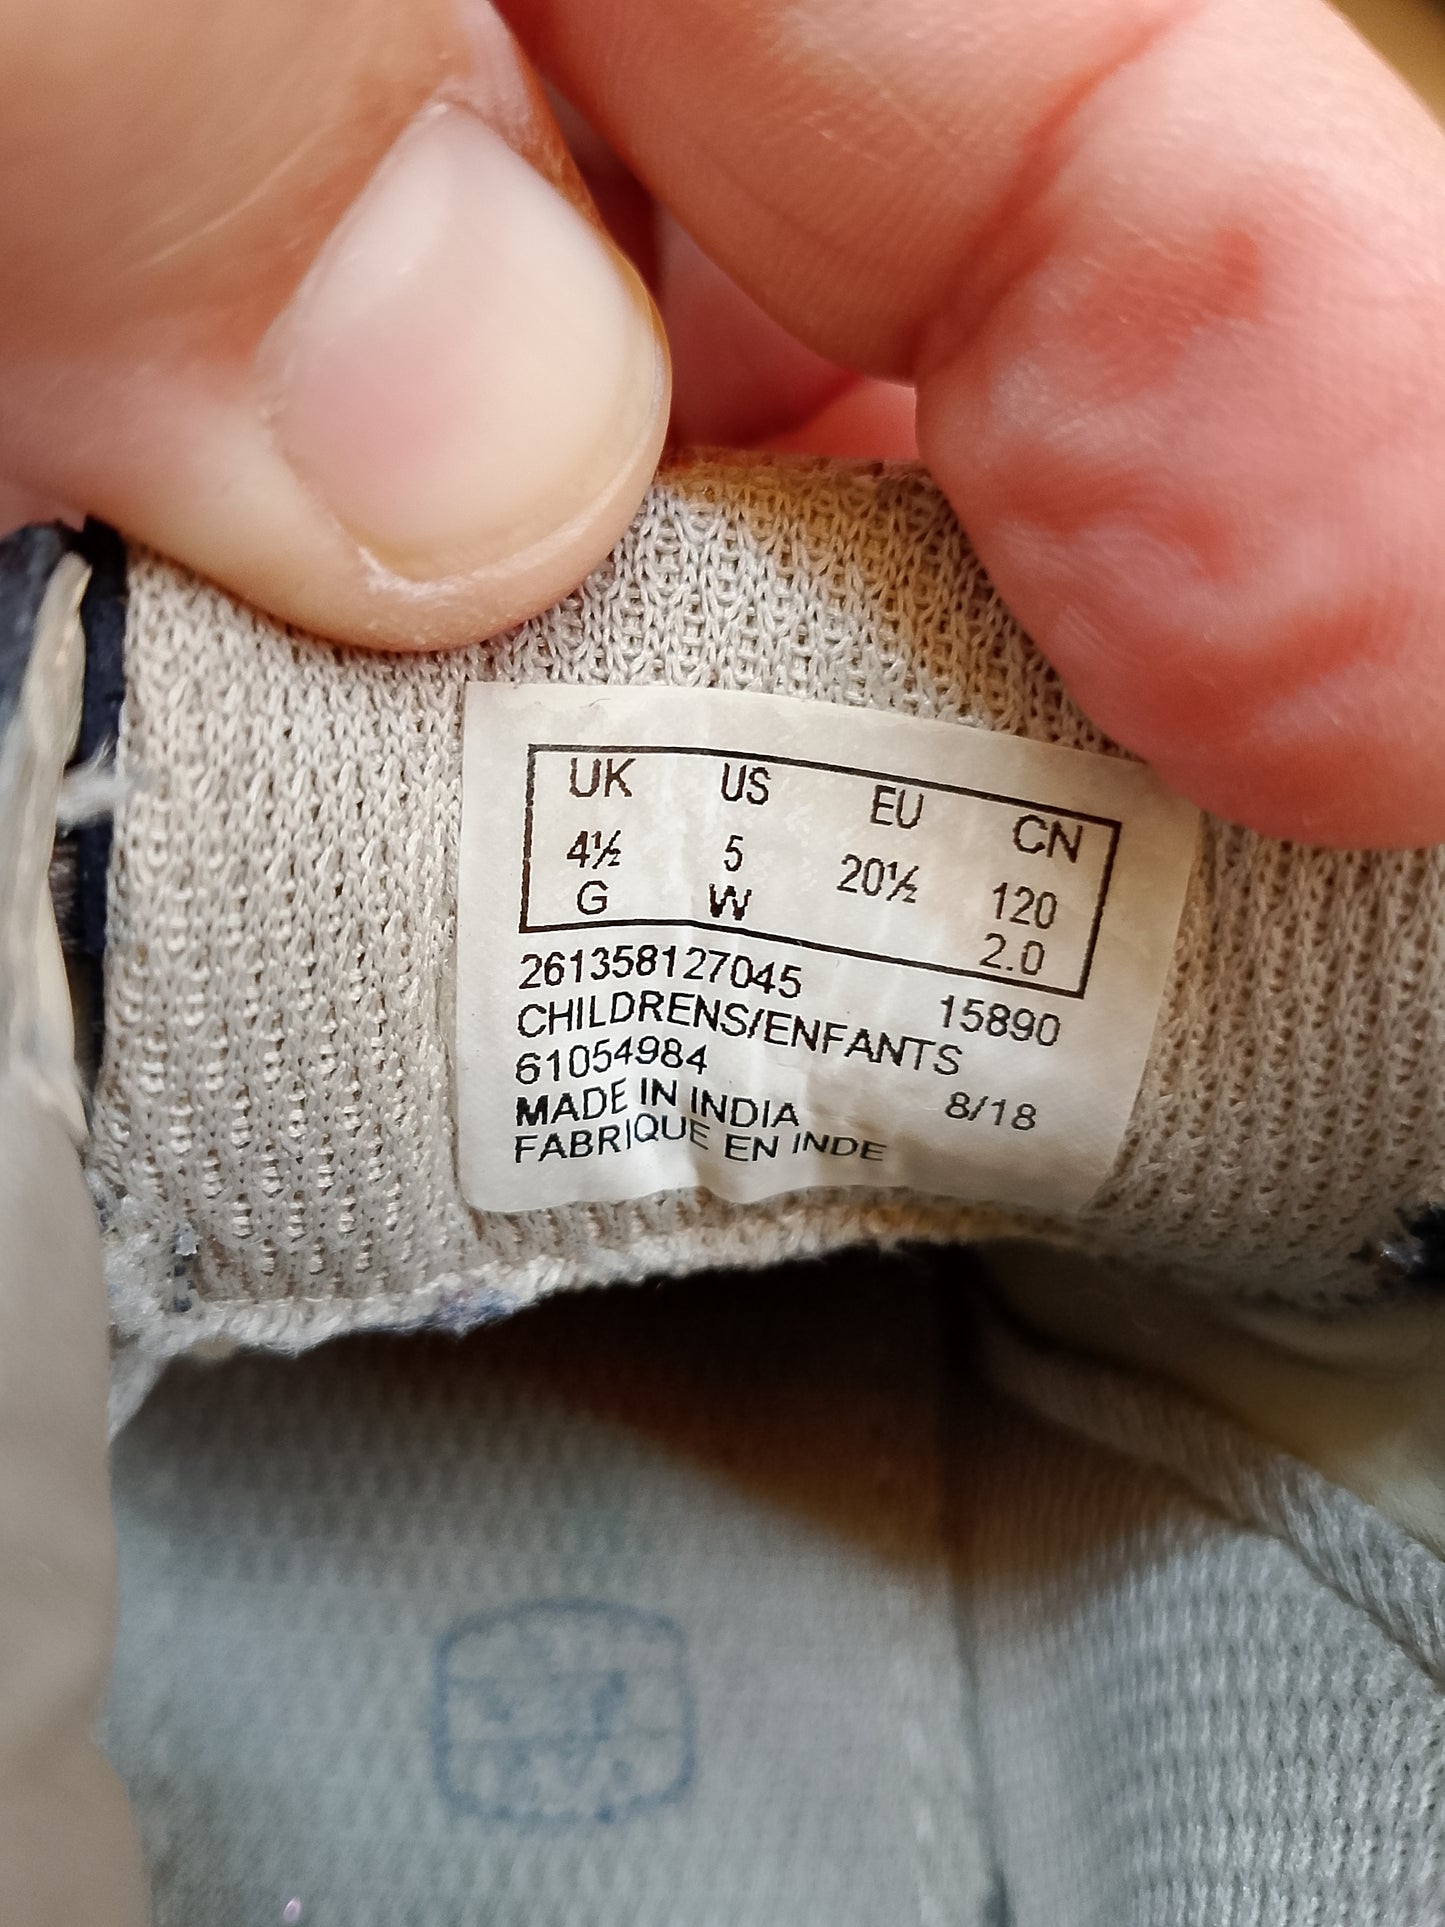 UK US EU CN
4½ 5 20½ 120
G W 2.0
261358127045 15890
CHILDRENS/ENFANTS
61054984 8/18
MADE IN INDIA
FABRIQUE EN INDE